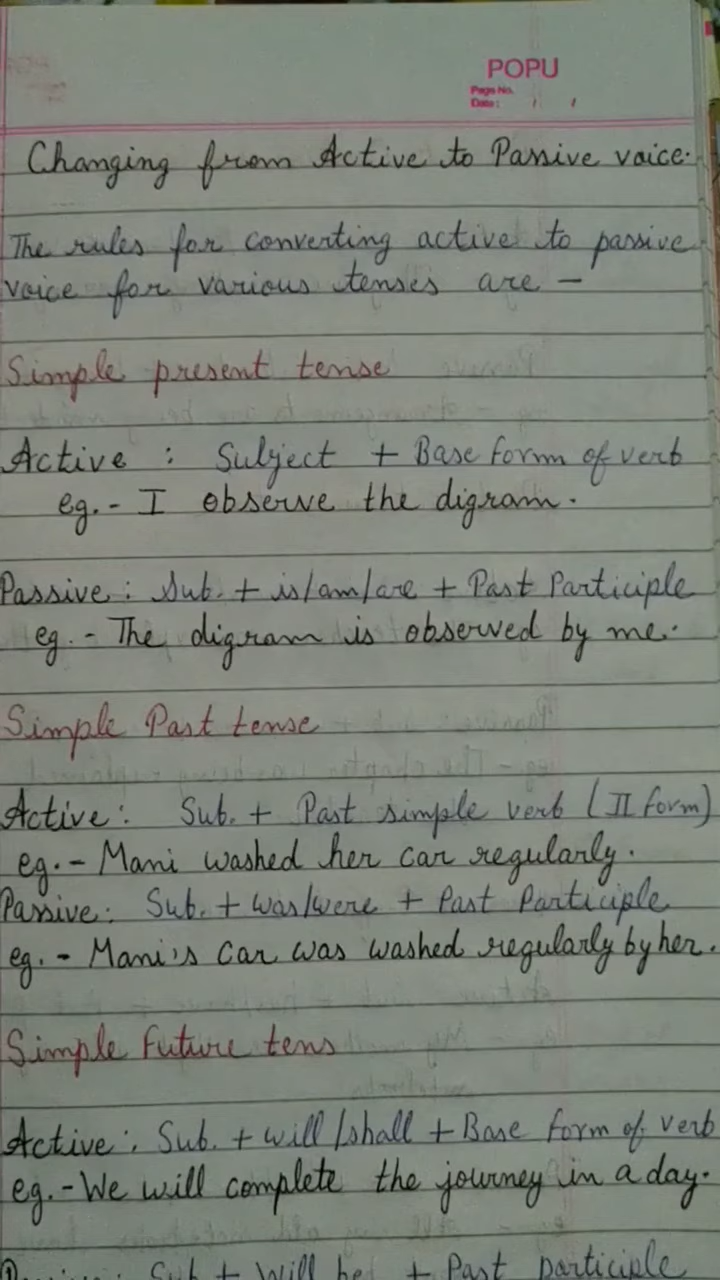 POPU
Page No.
Date: / /
Changing from Active to Passive voice.
The rules for converting active to passive
voice for various tenses are -
Simple present tense
Active : Subject + Base form of verb
eg. - I observe the digram.
Passive : Sub. + is/am/are + Past Participle
eg. - The digram is observed by me.
Simple Past tense
Active : Sub. + Past simple verb (II form)
eg. - Mani washed her car regularly.
Passive : Sub. + was/were + Past Participle
eg. - Mani's car was washed regularly by her.
Simple Future tens
Active : Sub. + will/shall + Base form of verb
eg. - We will complete the journey in a day.
: Sub + Will be + Past participle